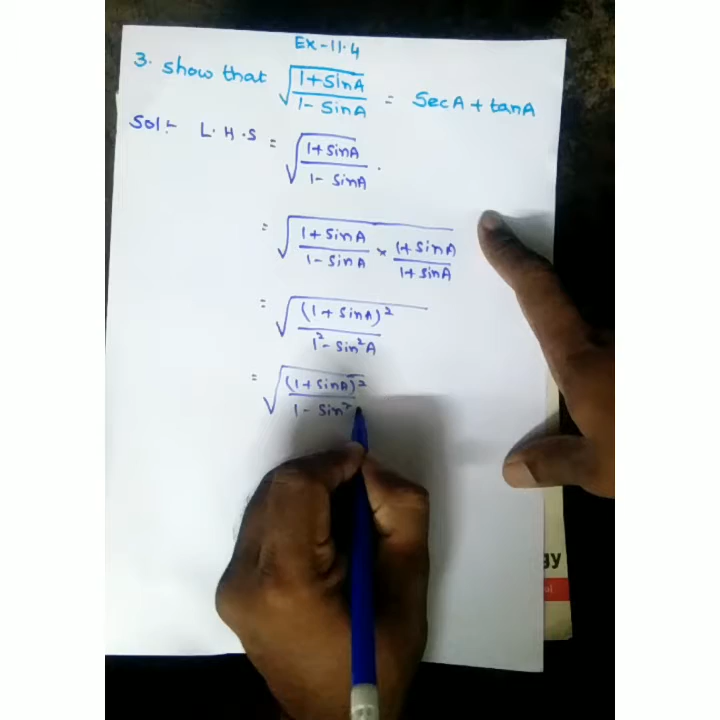 Ex-11.4
3. show that √(1+sinA / 1-sinA) = SecA + tanA
Sol:- L.H.S = √(1+sinA / 1-sinA) .
= √(1+sinA / 1-sinA × 1+sinA / 1+sinA)
= √((1+sinA)² / 1²-sin²A)
= √((1+sinA)² / 1-sin²
gy